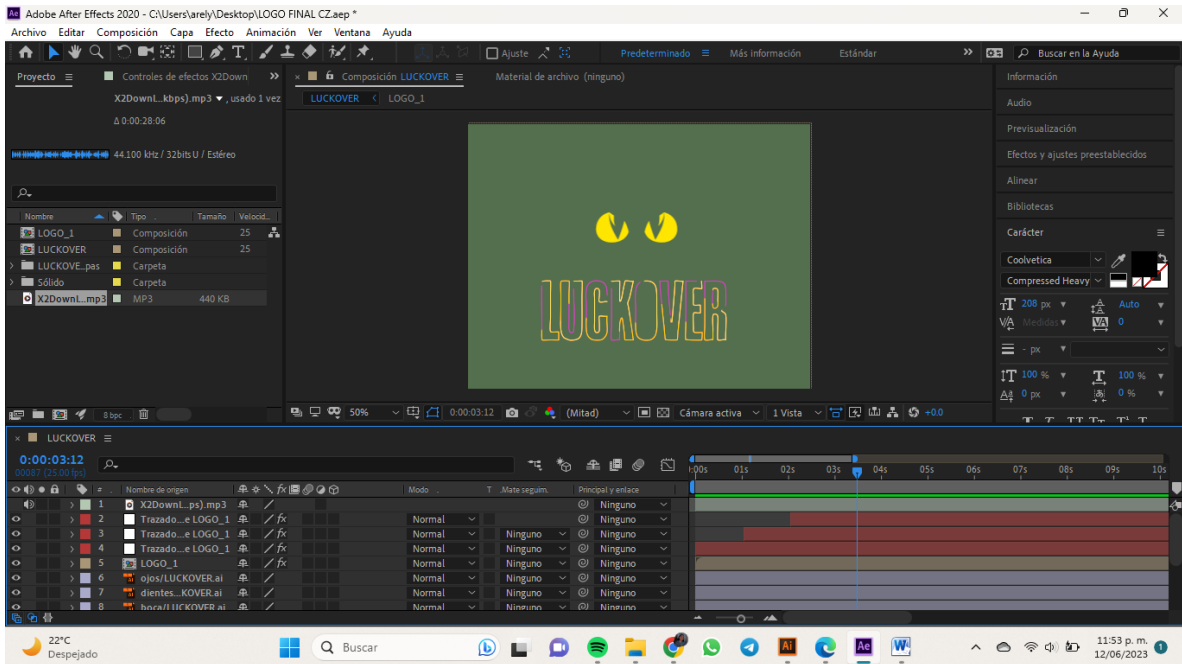 Ae Adobe After Effects 2020 - C:\Users\arely\Desktop\LOGO FINAL CZ.aep *
Archivo Editar Composición Capa Efecto Animación Ver Ventana Ayuda
Ajuste Predeterminado Más información Estándar Buscar en la Ayuda
Proyecto Controles de efectos X2Down
Composición LUCKOVER Material de archivo (ninguno)
LUCKOVER LOGO_1
X2Downl...kbps).mp3 , usado 1 vez
Δ 0:00:28:06
44.100 kHz / 32bits U / Estéreo
Nombre Tipo Tamaño Velocid...
LOGO_1 Composición 25
LUCKOVER Composición 25
LUCKOVE...pas Carpeta
Sólido Carpeta
X2Downl...mp3 MP3 440 KB
8 bpc
LUCKOVER
50% 0:00:03:12 (Mitad) Cámara activa 1 Vista +0.0
Información
Audio
Previsualización
Efectos y ajustes preestablecidos
Alinear
Bibliotecas
Carácter
Coolvetica
Compressed Heavy
208 px Auto
Medidas 0
- px
100 % 100 %
0 px 0 %
T T TT Tт T¹ T
LUCKOVER
0:00:03:12
00087 (25.00 fps)
:00s 01s 02s 03s 04s 05s 06s 07s 08s 09s 10s
# Nombre de origen Modo T .Mate seguim. Principal y enlace
1 X2Downl...ps).mp3 Ninguno
2 Trazado...e LOGO_1 Normal Ninguno
3 Trazado...e LOGO_1 Normal Ninguno Ninguno
4 Trazado...e LOGO_1 Normal Ninguno Ninguno
5 LOGO_1 Normal Ninguno Ninguno
6 ojos/LUCKOVER.ai Normal Ninguno Ninguno
7 dientes...KOVER.ai Normal Ninguno Ninguno
8 boca/LUCKOVER.ai Normal Ninguno Ninguno
22°C
Despejado
Buscar
Ai Ae W
11:53 p. m.
12/06/2023
1